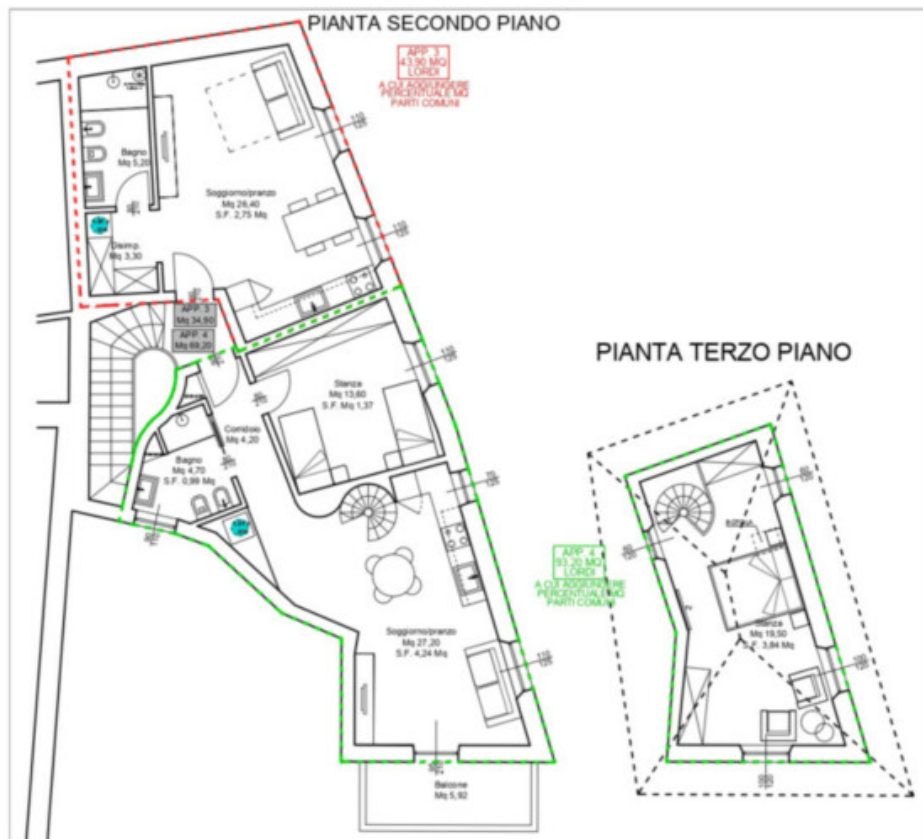 PIANTA SECONDO PIANO
APP. 3
43,90 MQ
LORDI
A CUI AGGIUNGERE
PERCENTUALE MQ
PARTI COMUNI
Bagno
Mq 5,20
Soggiorno/pranzo
Mq 26,40
S.F. 2,75 Mq
Disimp.
Mq 3,30
APP. 3
Mq 34,90
APP. 4
Mq 69,20
Stanza
Mq 13,60
S.F. Mq 1,37
Corridoio
Mq 4,20
Bagno
Mq 4,70
S.F. 0,99 Mq
Soggiorno/pranzo
Mq 27,20
S.F. 4,24 Mq
Balcone
Mq 5,92
PIANTA TERZO PIANO
APP. 4
93,20 MQ
LORDI
A CUI AGGIUNGERE
PERCENTUALE MQ
PARTI COMUNI
Stanza
Mq 19,50
S.F. 3,84 Mq